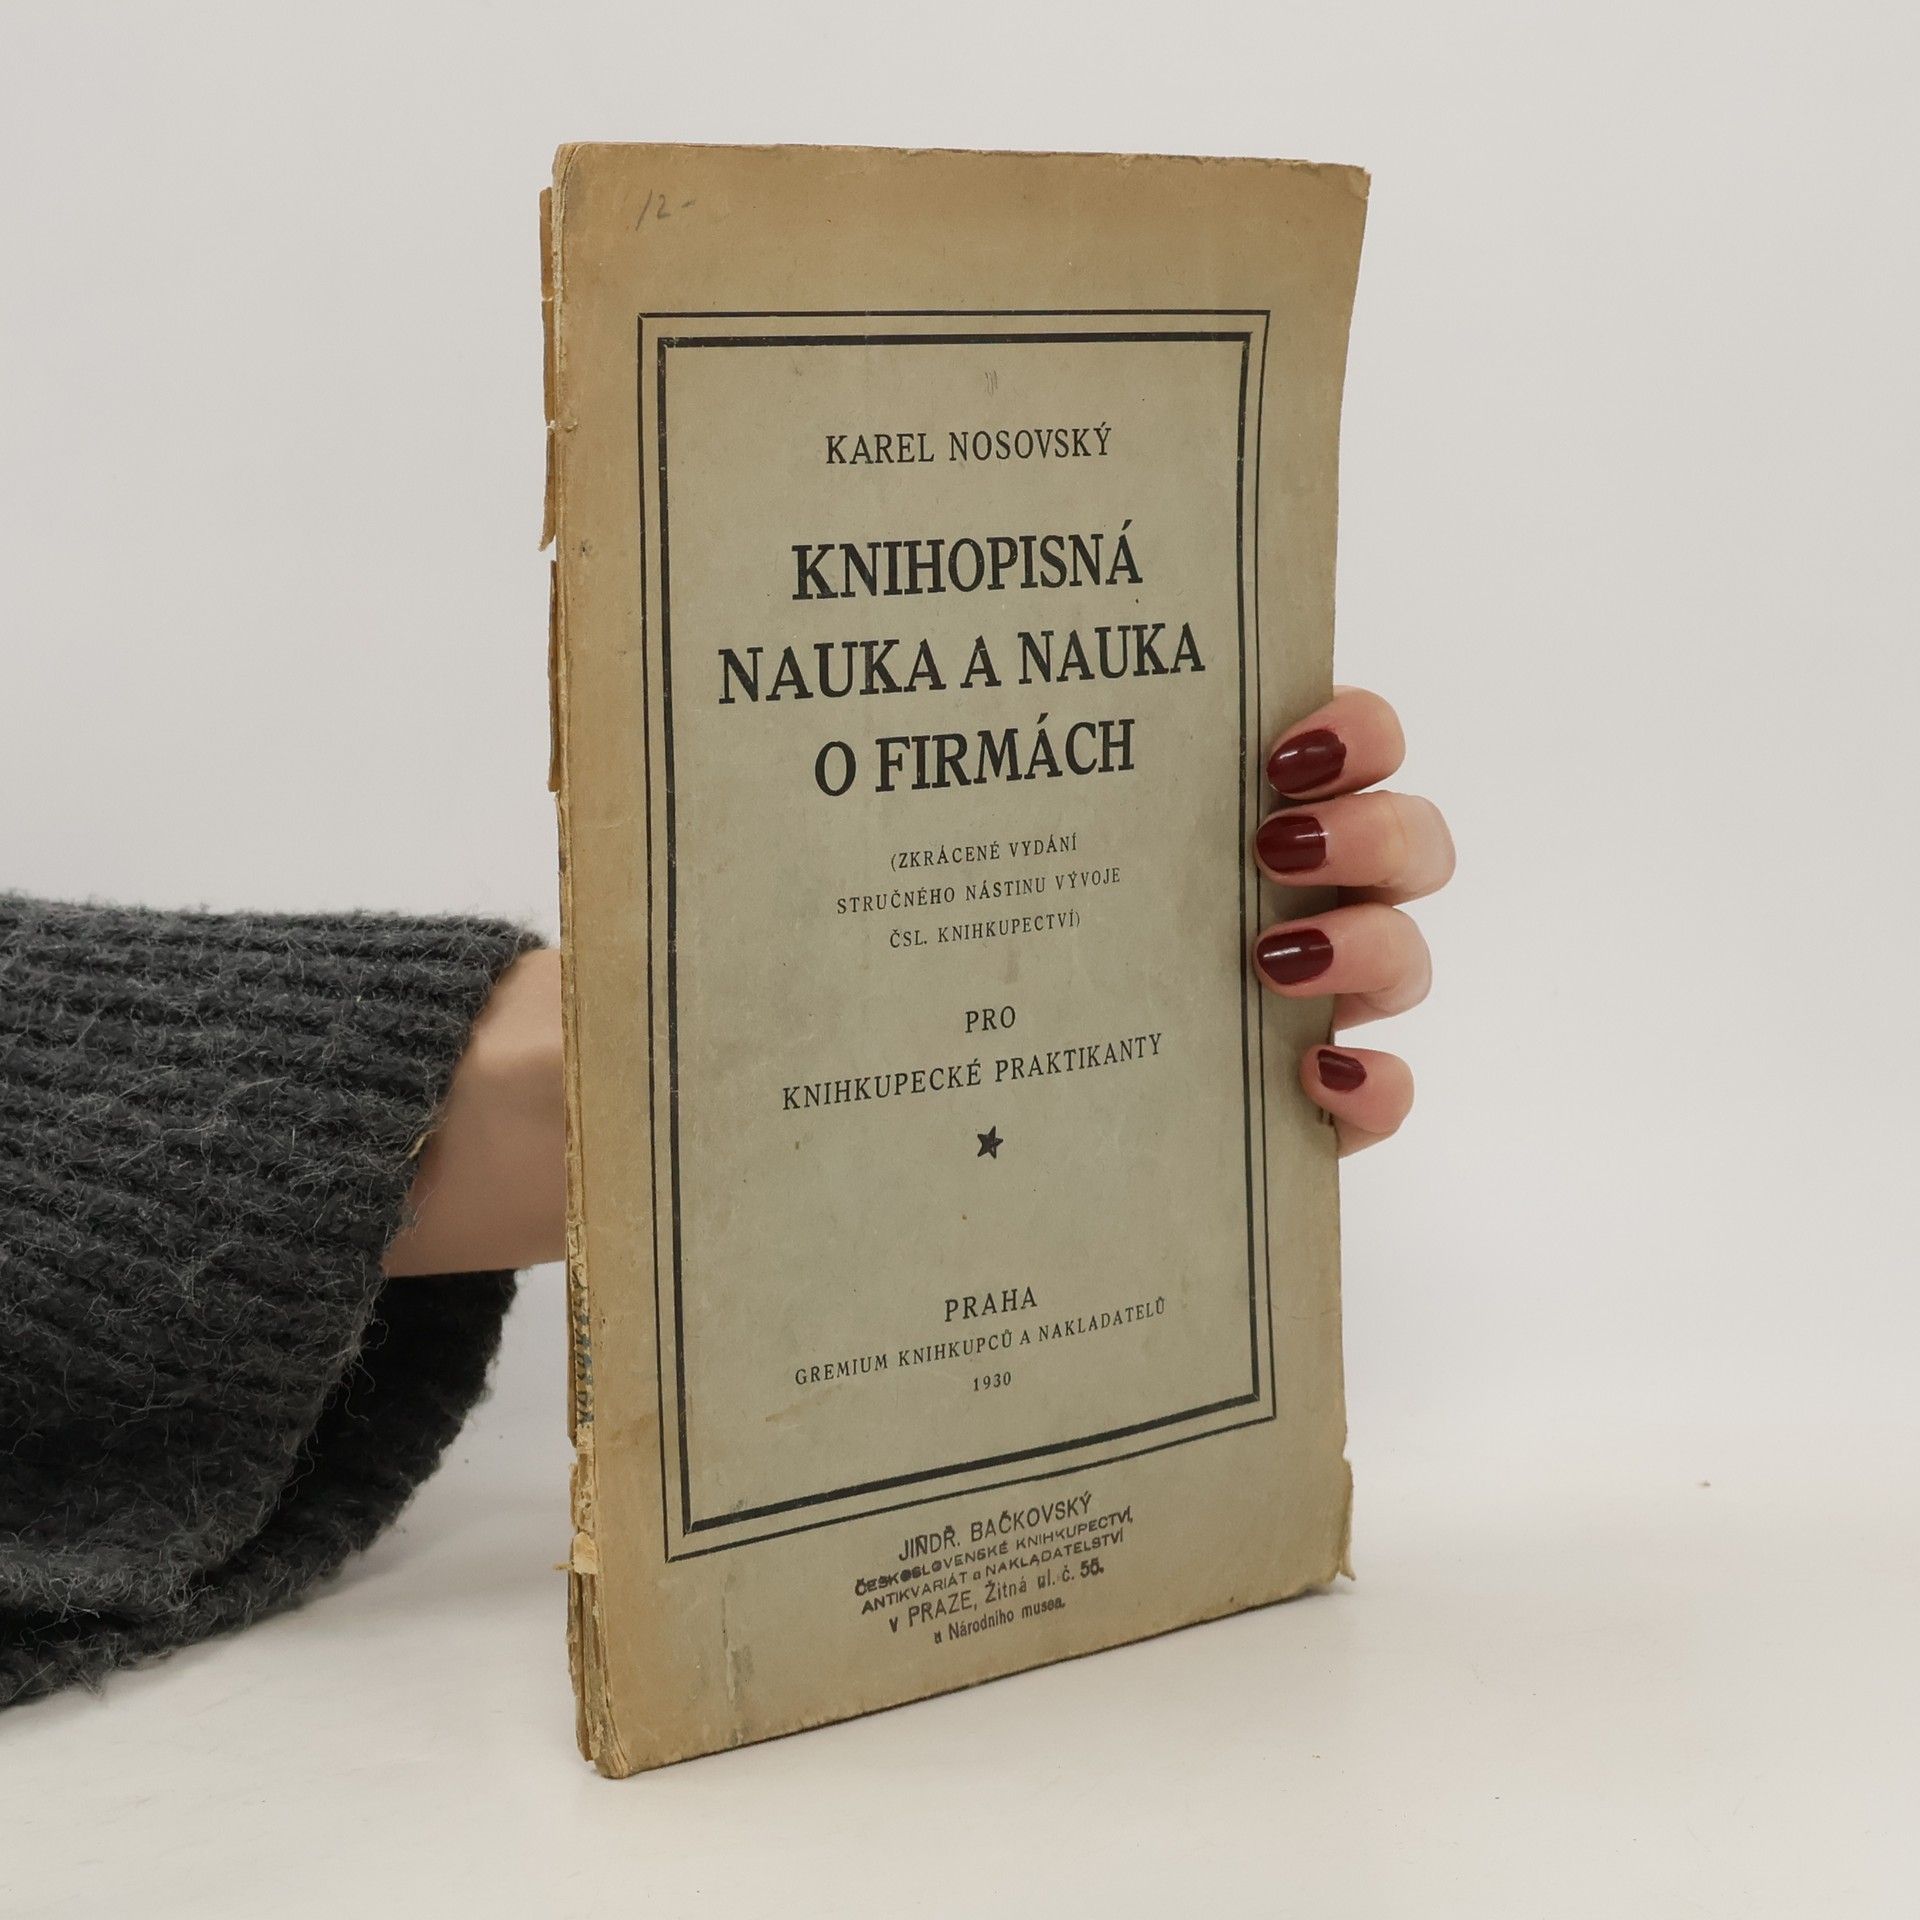 12-
KAREL NOSOVSKÝ
KNIHOPISNÁ
NAUKA A NAUKA
O FIRMÁCH
(ZKRÁCENÉ VYDÁNÍ
STRUČNÉHO NÁSTINU VÝVOJE
ČSL. KNIHKUPECTVÍ)
PRO
KNIHKUPECKÉ PRAKTIKANTY
PRAHA
GREMIUM KNIHKUPCŮ A NAKLADATELŮ
1930
JINDŘ. BAČKOVSKÝ
ČESKOSLOVENSKÉ KNIHKUPECTVÍ,
ANTIKVARIÁT a NAKLADATELSTVÍ
v PRAZE, Žitná ul. č. 55.
u Národního musea.